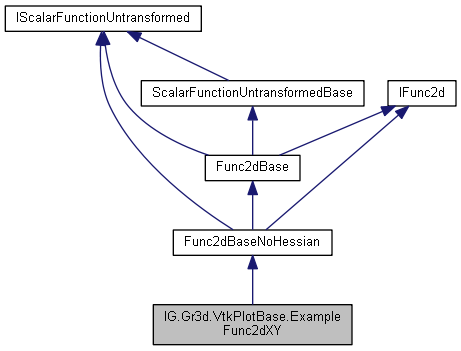 IScalarFunctionUntransformed
ScalarFunctionUntransformedBase
IFunc2d
Func2dBase
Func2dBaseNoHessian
IG.Gr3d.VtkPlotBase.Example
Func2dXY